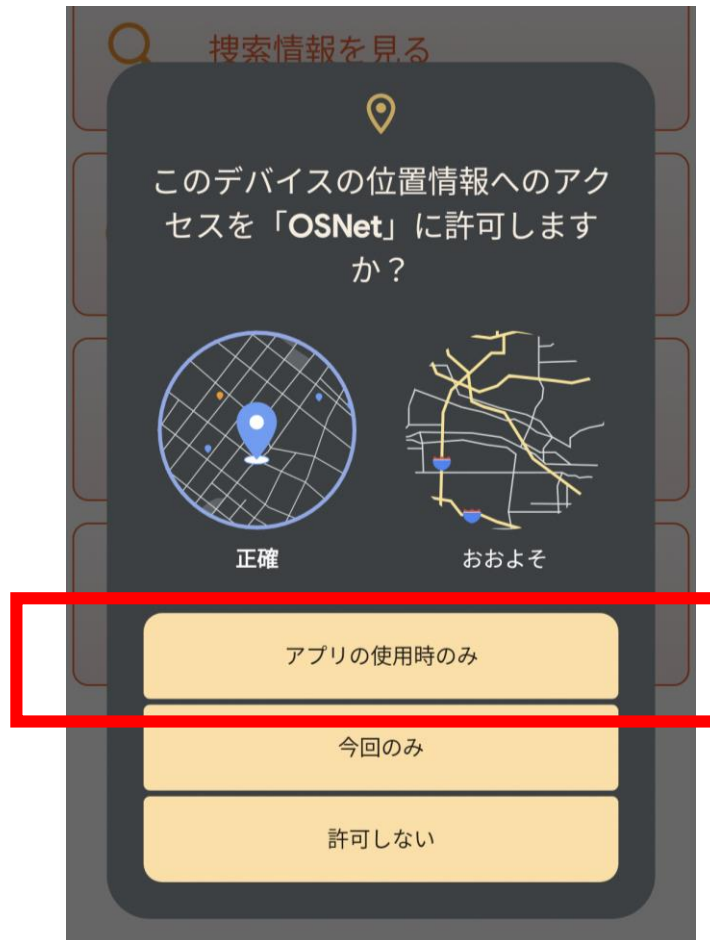 捜索情報を見る
このデバイスの位置情報へのアク
セスを「OSNet」に許可します
か？
正確
おおよそ
アプリの使用時のみ
今回のみ
許可しない